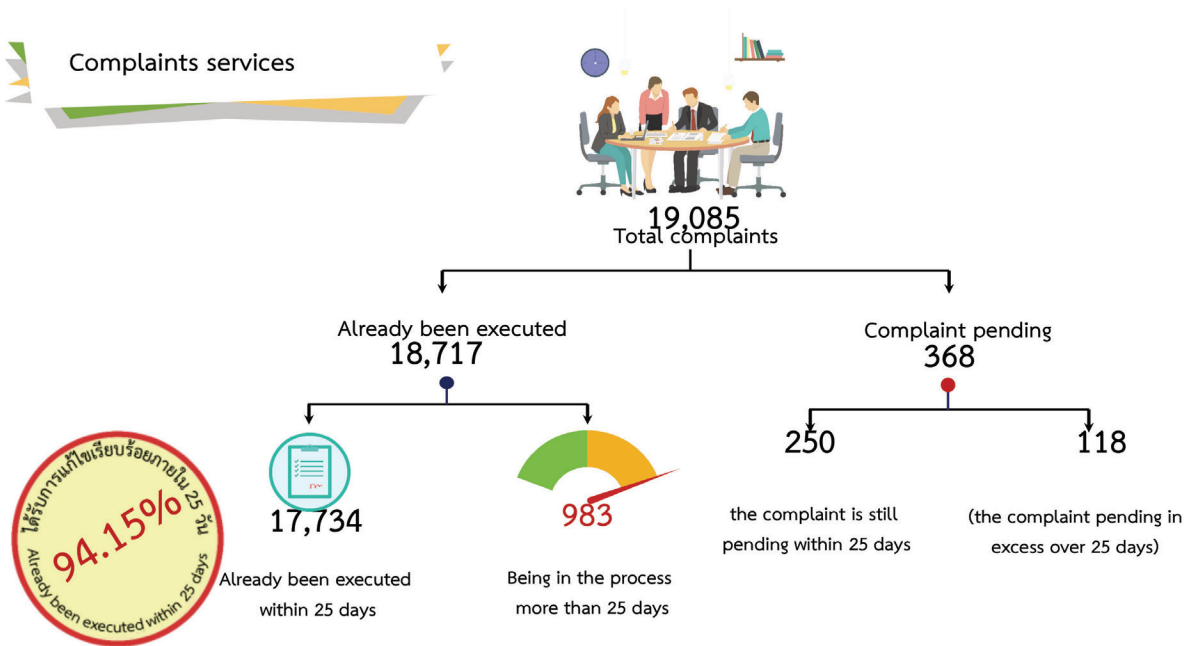 Complaints services
19,085
Total complaints
Already been executed
18,717
Complaint pending
368
17,734
Already been executed
within 25 days
983
Being in the process
more than 25 days
250
the complaint is still
pending within 25 days
118
(the complaint pending in
excess over 25 days)
ได้รับการแก้ไขเรียบร้อยภายใน 25 วัน
94.15%
Already been executed within 25 days